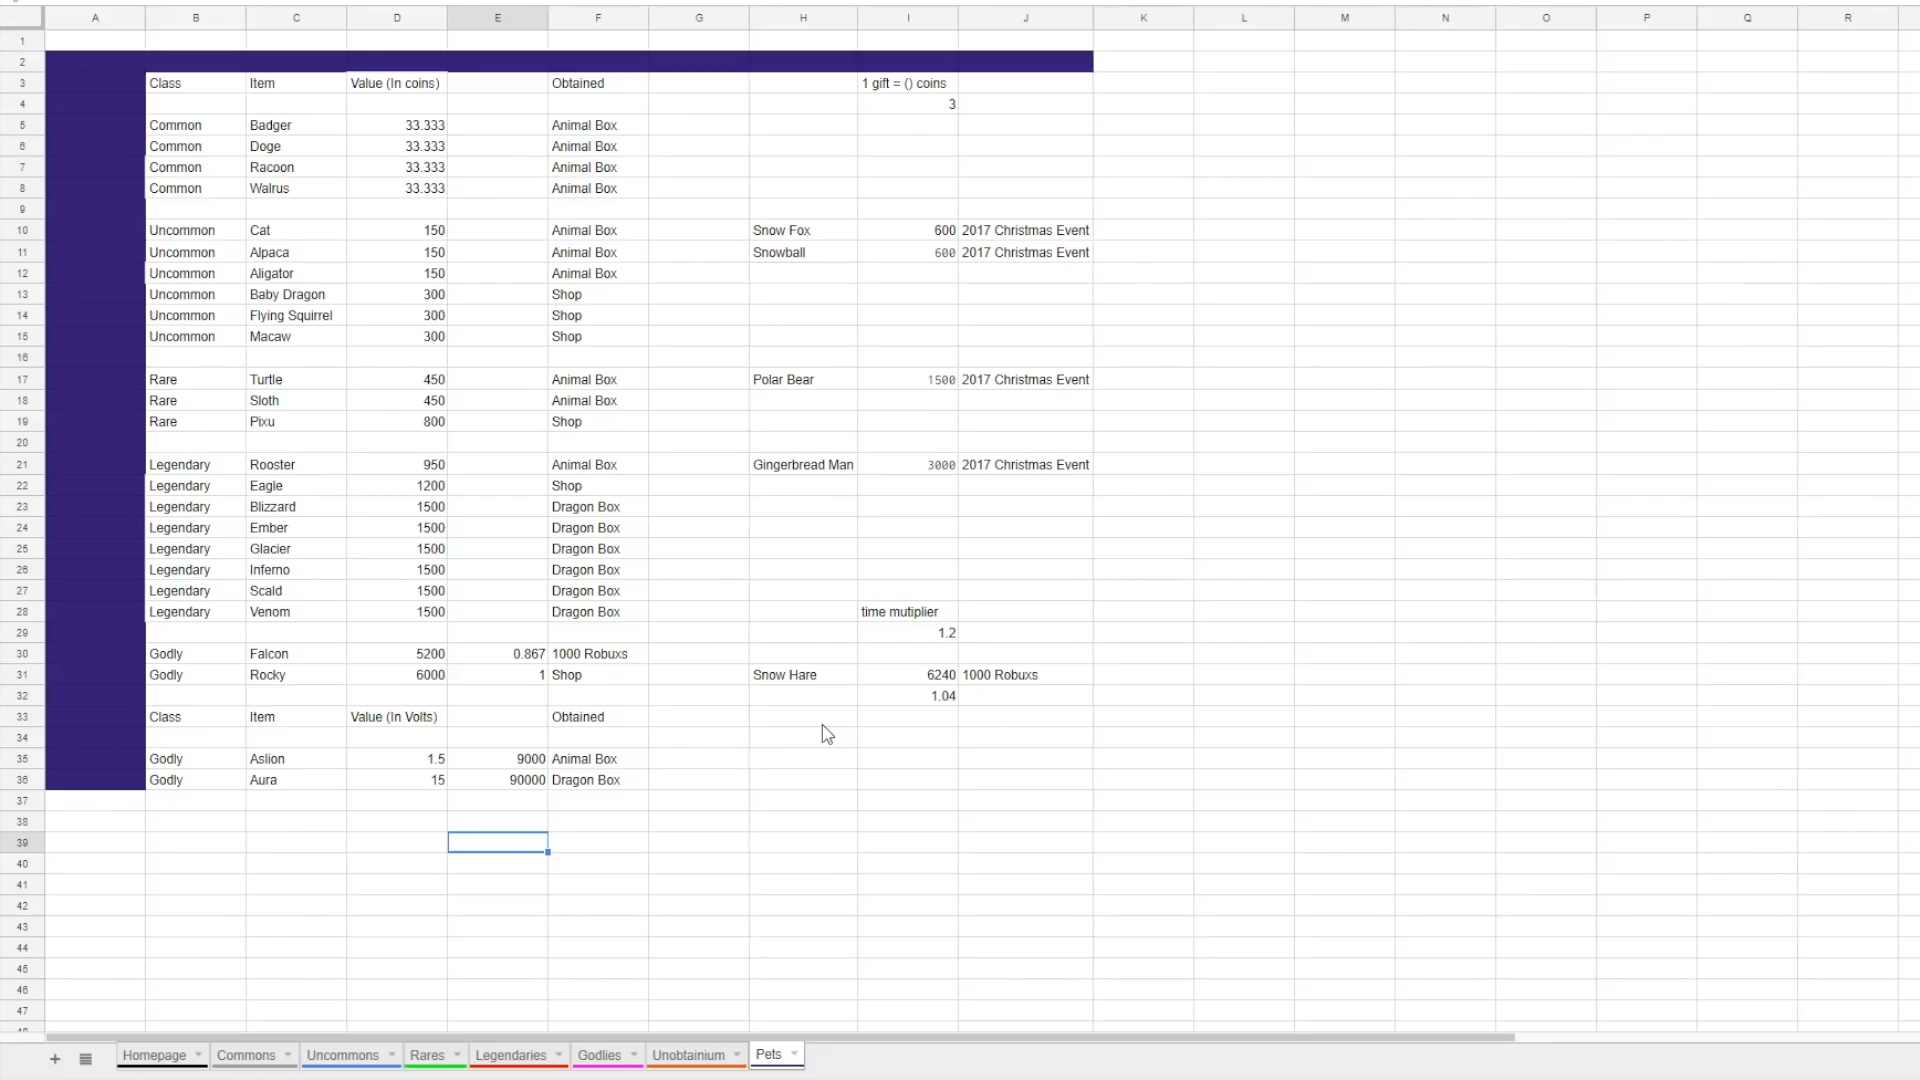 A B C D E F G H I J K L M N O P Q R
1
2
3 Class Item Value (In coins) Obtained 1 gift = () coins
4 3
5 Common Badger 33.333 Animal Box
6 Common Doge 33.333 Animal Box
7 Common Racoon 33.333 Animal Box
8 Common Walrus 33.333 Animal Box
9
10 Uncommon Cat 150 Animal Box Snow Fox 600 2017 Christmas Event
11 Uncommon Alpaca 150 Animal Box Snowball 600 2017 Christmas Event
12 Uncommon Aligator 150 Animal Box
13 Uncommon Baby Dragon 300 Shop
14 Uncommon Flying Squirrel 300 Shop
15 Uncommon Macaw 300 Shop
16
17 Rare Turtle 450 Animal Box Polar Bear 1500 2017 Christmas Event
18 Rare Sloth 450 Animal Box
19 Rare Pixu 800 Shop
20
21 Legendary Rooster 950 Animal Box Gingerbread Man 3000 2017 Christmas Event
22 Legendary Eagle 1200 Shop
23 Legendary Blizzard 1500 Dragon Box
24 Legendary Ember 1500 Dragon Box
25 Legendary Glacier 1500 Dragon Box
26 Legendary Inferno 1500 Dragon Box
27 Legendary Scald 1500 Dragon Box
28 Legendary Venom 1500 Dragon Box time mutiplier
29 1.2
30 Godly Falcon 5200 0.867 1000 Robuxs
31 Godly Rocky 6000 1 Shop Snow Hare 6240 1000 Robuxs
32 1.04
33 Class Item Value (In Volts) Obtained
34
35 Godly Aslion 1.5 9000 Animal Box
36 Godly Aura 15 90000 Dragon Box
37
38
39
40
41
42
43
44
45
46
47
Homepage Commons Uncommons Rares Legendaries Godlies Unobtainium Pets